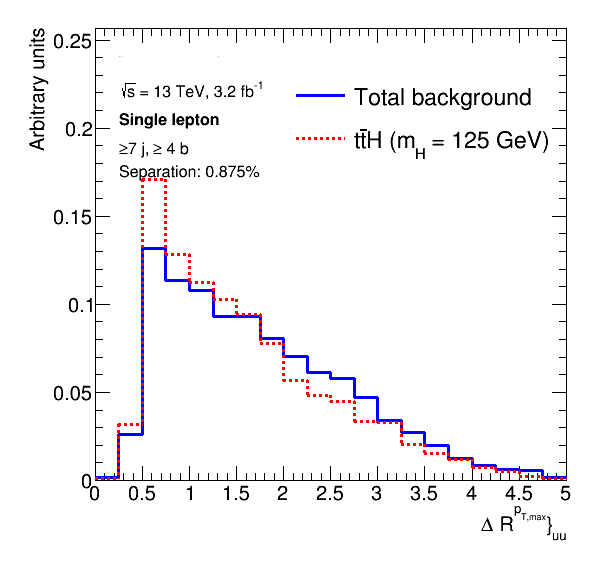 Arbitrary units
0.25
0.2
0.15
0.1
0.05
0
√s = 13 TeV, 3.2 fb⁻¹
Single lepton
≥7 j, ≥ 4 b
Separation: 0.875%
Total background
tt̄H (m_H = 125 GeV)
0 0.5 1 1.5 2 2.5 3 3.5 4 4.5 5
Δ R^{p_{T,max}}}_{uu}